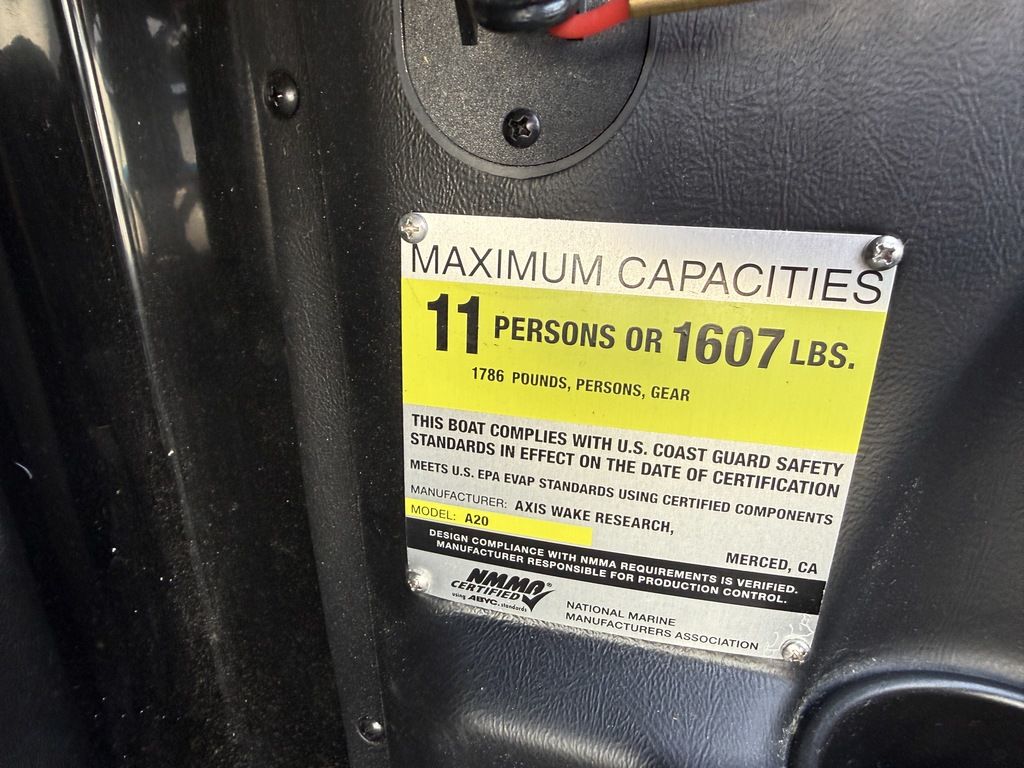 MAXIMUM CAPACITIES
11 PERSONS OR 1607 LBS.
1786 POUNDS, PERSONS, GEAR
THIS BOAT COMPLIES WITH U.S. COAST GUARD SAFETY
STANDARDS IN EFFECT ON THE DATE OF CERTIFICATION
MEETS U.S. EPA EVAP STANDARDS USING CERTIFIED COMPONENTS
MANUFACTURER: AXIS WAKE RESEARCH,
MODEL: A20
MERCED, CA
DESIGN COMPLIANCE WITH NMMA REQUIREMENTS IS VERIFIED.
MANUFACTURER RESPONSIBLE FOR PRODUCTION CONTROL.
NMMA®
CERTIFIED
using ABYC standards
NATIONAL MARINE
MANUFACTURERS ASSOCIATION